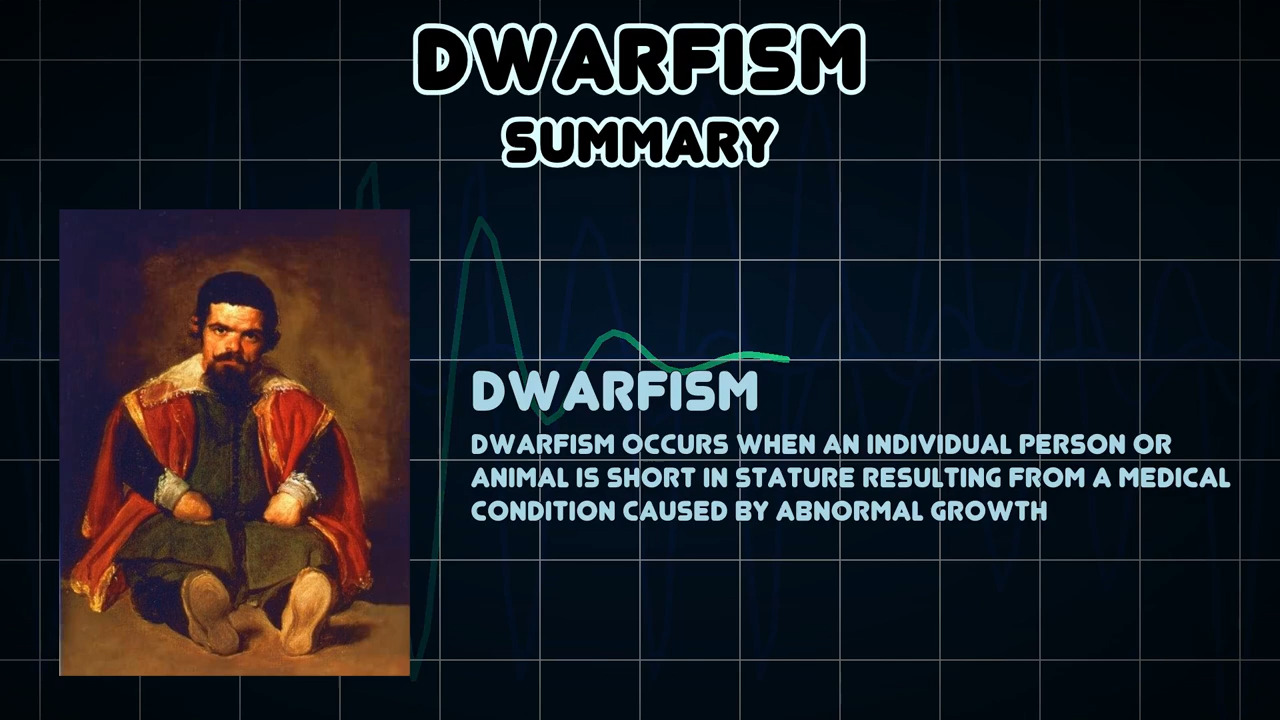 DWARFISM
SUMMARY
DWARFISM
DWARFISM OCCURS WHEN AN INDIVIDUAL PERSON OR
ANIMAL IS SHORT IN STATURE RESULTING FROM A MEDICAL
CONDITION CAUSED BY ABNORMAL GROWTH